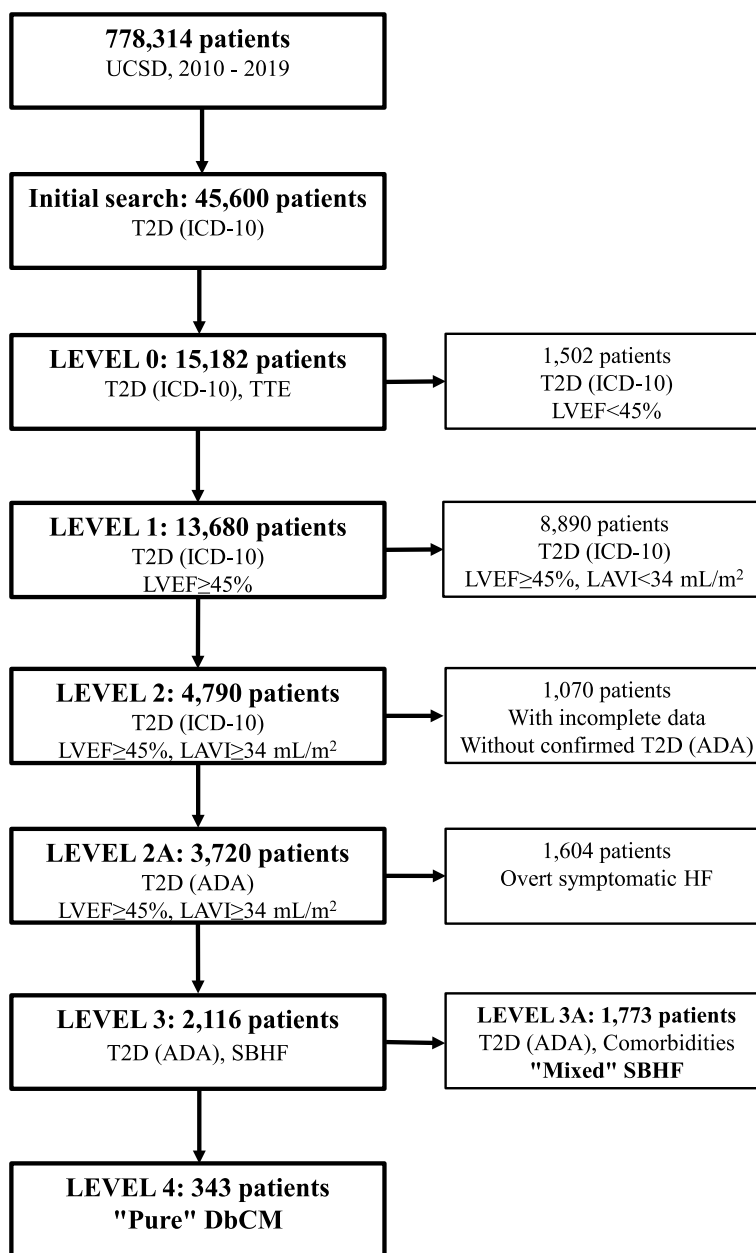 778,314 patients
UCSD, 2010 - 2019
Initial search: 45,600 patients
T2D (ICD-10)
LEVEL 0: 15,182 patients
T2D (ICD-10), TTE
1,502 patients
T2D (ICD-10)
LVEF<45%
LEVEL 1: 13,680 patients
T2D (ICD-10)
LVEF≥45%
8,890 patients
T2D (ICD-10)
LVEF≥45%, LAVI<34 mL/m²
LEVEL 2: 4,790 patients
T2D (ICD-10)
LVEF≥45%, LAVI≥34 mL/m²
1,070 patients
With incomplete data
Without confirmed T2D (ADA)
LEVEL 2A: 3,720 patients
T2D (ADA)
LVEF≥45%, LAVI≥34 mL/m²
1,604 patients
Overt symptomatic HF
LEVEL 3: 2,116 patients
T2D (ADA), SBHF
LEVEL 3A: 1,773 patients
T2D (ADA), Comorbidities
"Mixed" SBHF
LEVEL 4: 343 patients
"Pure" DbCM